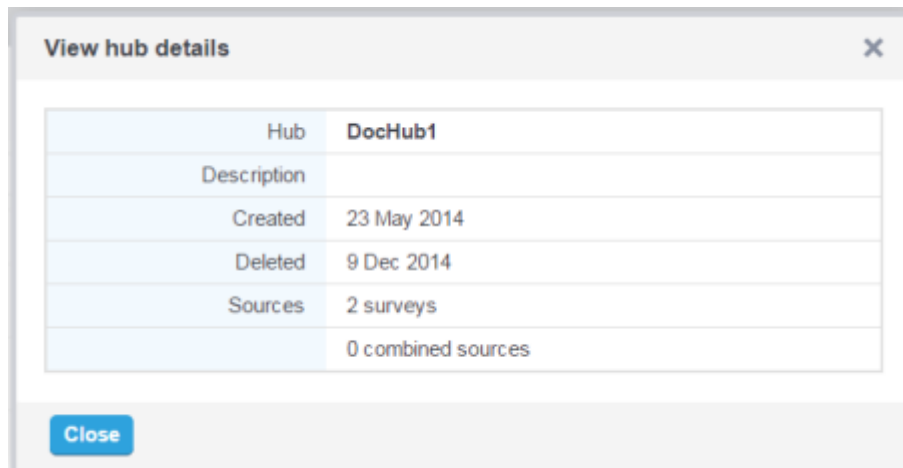 View hub details
Hub DocHub1
Description
Created 23 May 2014
Deleted 9 Dec 2014
Sources 2 surveys
0 combined sources
Close